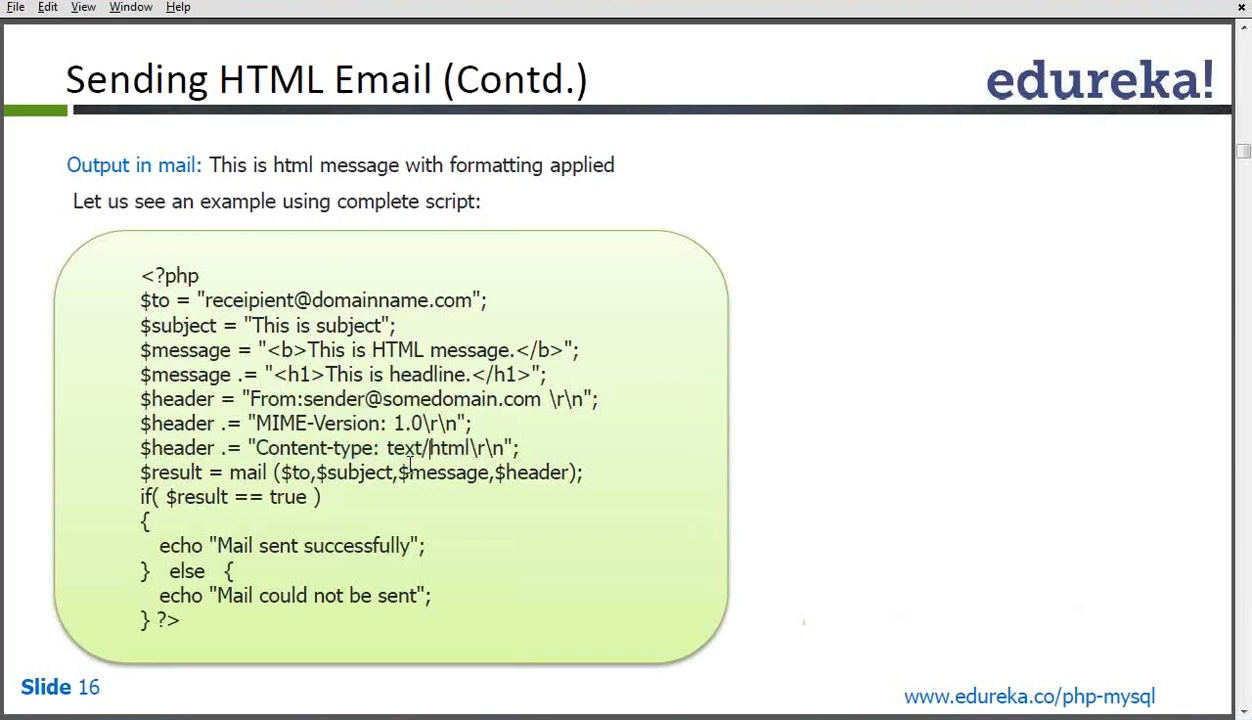 File Edit View Window Help
Sending HTML Email (Contd.)
edureka!
Output in mail: This is html message with formatting applied
Let us see an example using complete script:
<?php
$to = "receipient@domainname.com";
$subject = "This is subject";
$message = "<b>This is HTML message.</b>";
$message .= "<h1>This is headline.</h1>";
$header = "From:sender@somedomain.com \r\n";
$header .= "MIME-Version: 1.0\r\n";
$header .= "Content-type: text/html\r\n";
$result = mail ($to,$subject,$message,$header);
if( $result == true )
{
echo "Mail sent successfully";
} else {
echo "Mail could not be sent";
} ?>
Slide 16
www.edureka.co/php-mysql